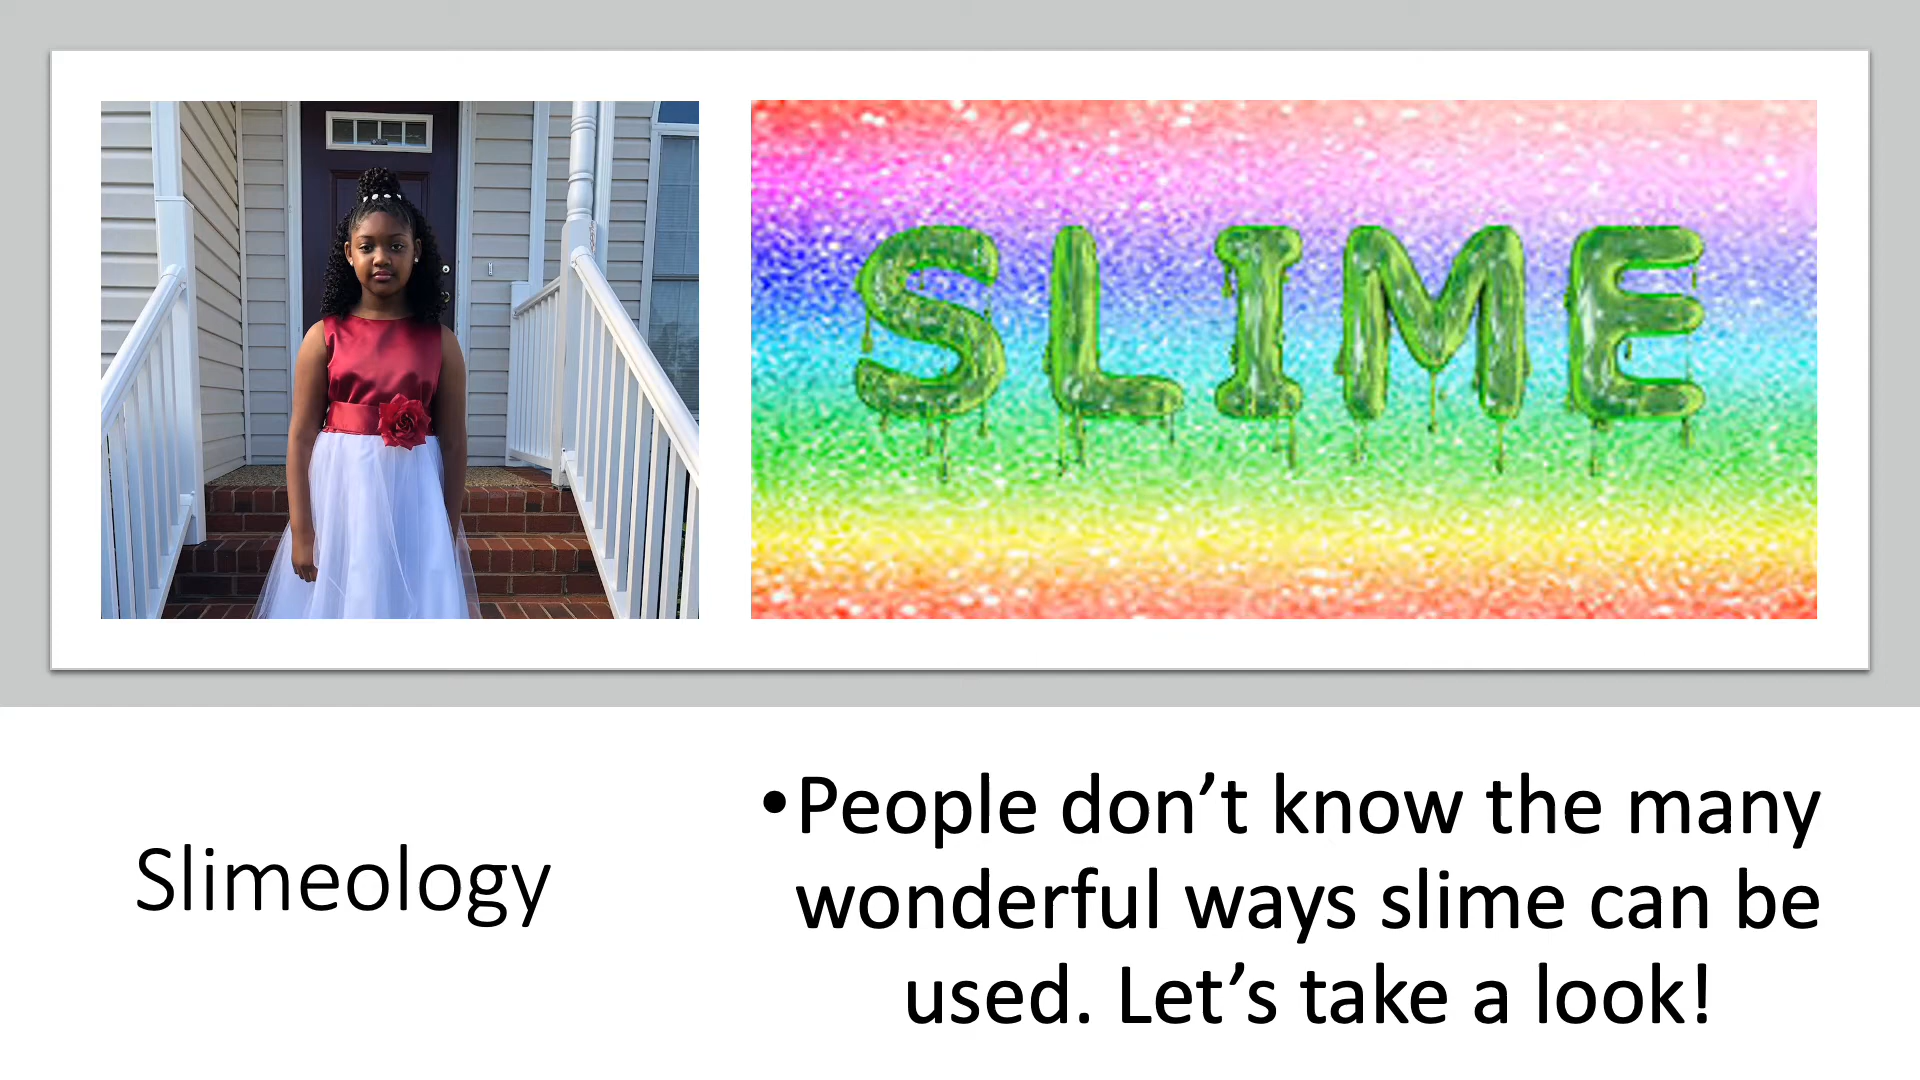 SLIME
Slimeology
•People don’t know the many
wonderful ways slime can be
used. Let’s take a look!